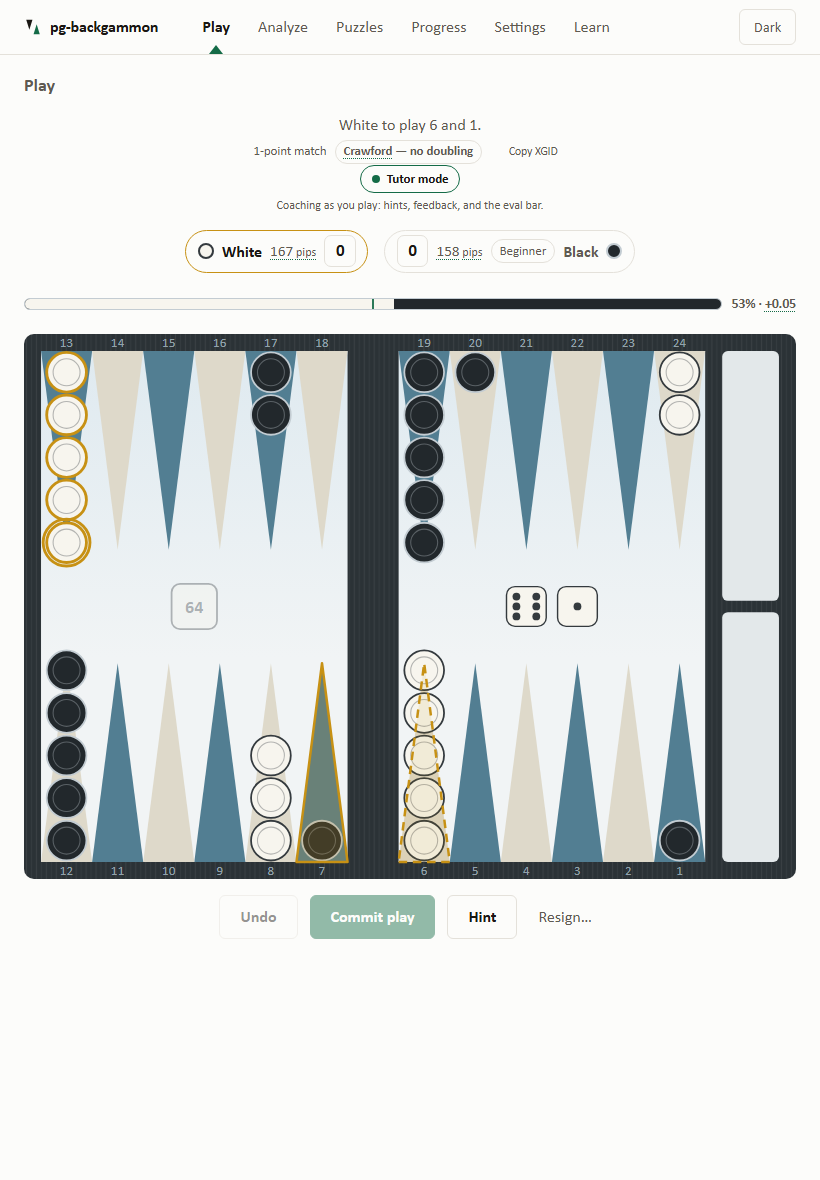 pg-backgammon Play Analyze Puzzles Progress Settings Learn Dark
Play
White to play 6 and 1.
1-point match Crawford — no doubling Copy XGID
Tutor mode
Coaching as you play: hints, feedback, and the eval bar.
White 167 pips 0 0 158 pips Beginner Black
53% · +0.05
13 14 15 16 17 18 19 20 21 22 23 24
64
12 11 10 9 8 7 6 5 4 3 2 1
Undo Commit play Hint Resign...